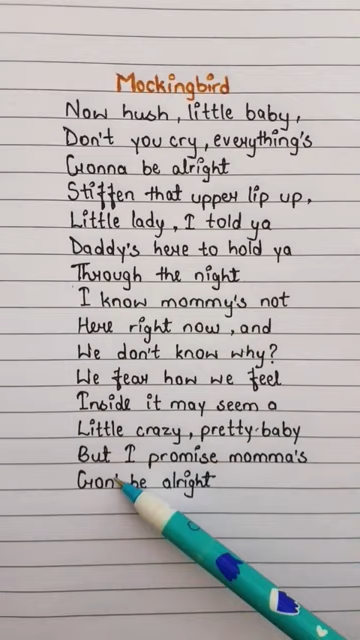 Mockingbird
Now hush, little baby,
Don't you cry, everything's
Gonna be alright
Stiffen that upper lip up,
Little lady, I told ya
Daddy's here to hold ya
Through the night
I know mommy's not
Here right now, and
We don't know why?
We fear how we feel
Inside it may seem a
Little crazy, pretty baby
But I promise momma's
Gon' be alright